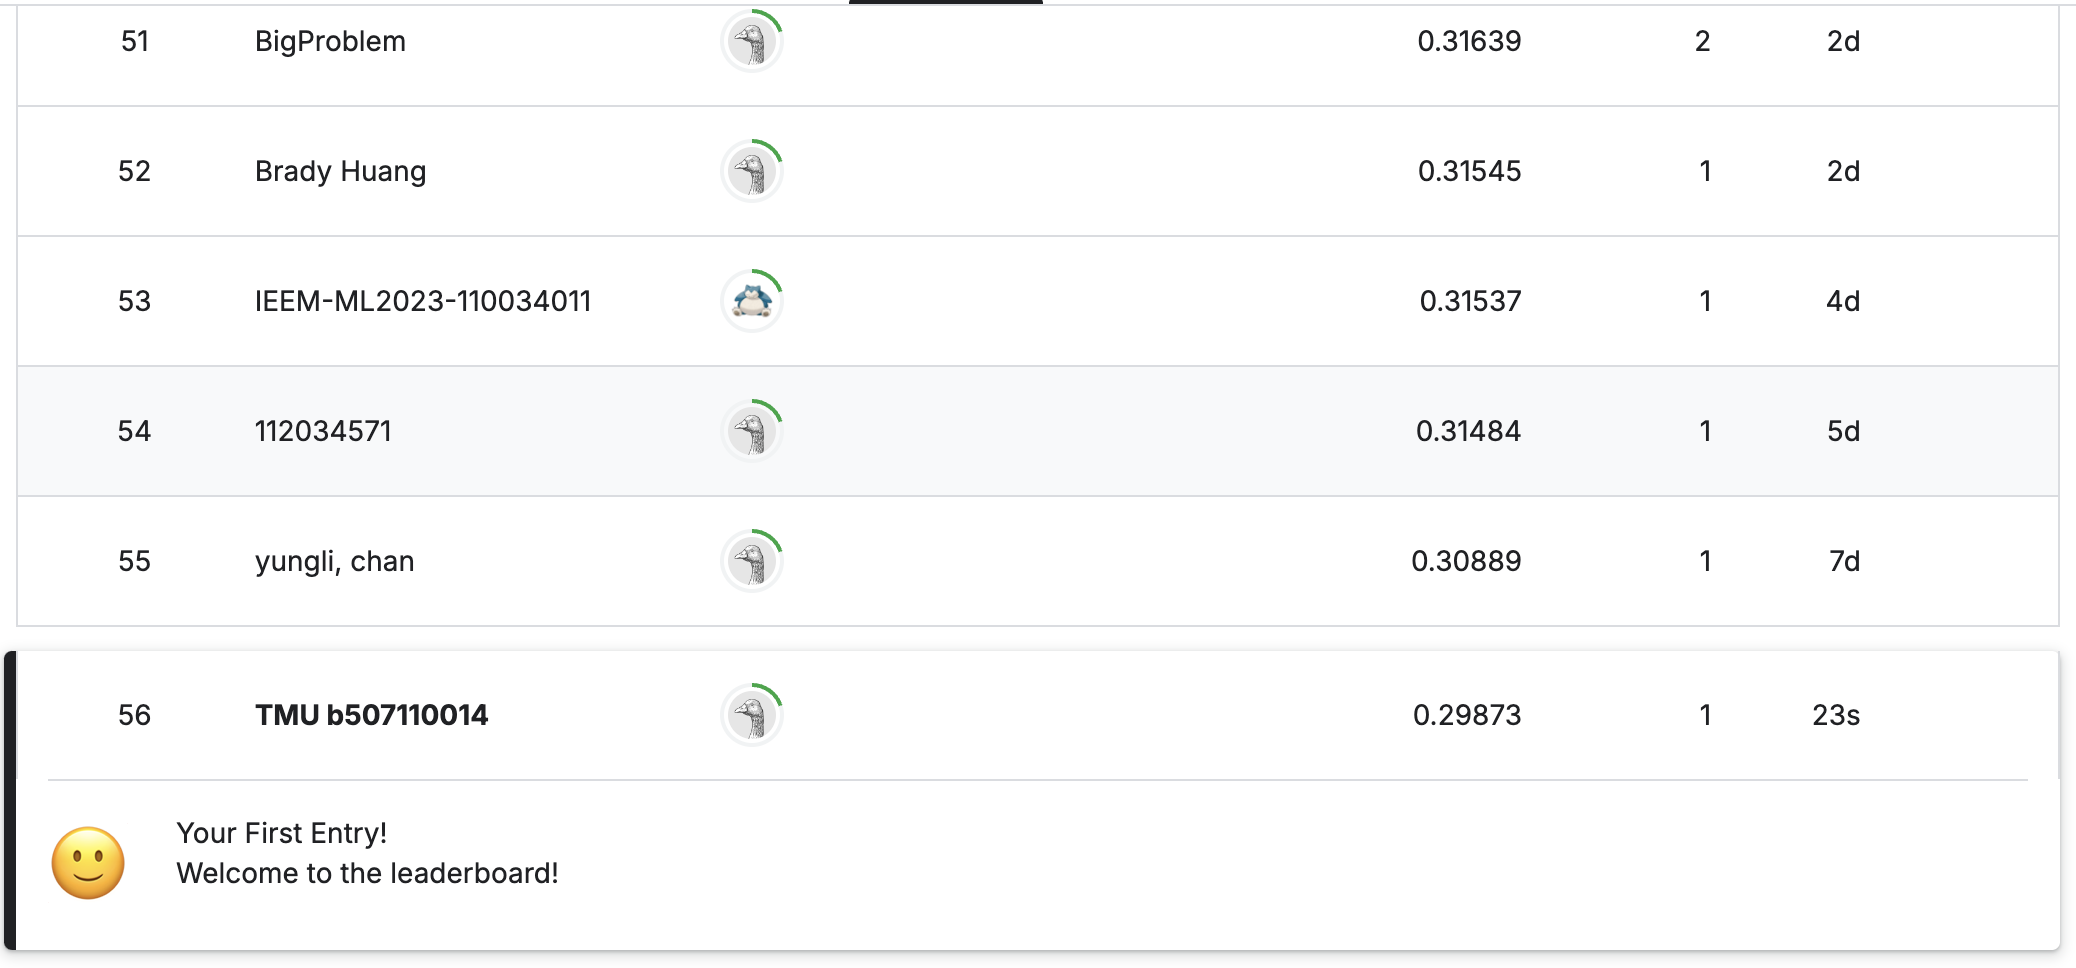 51 BigProblem 0.31639 2 2d
52 Brady Huang 0.31545 1 2d
53 IEEM-ML2023-110034011 0.31537 1 4d
54 112034571 0.31484 1 5d
55 yungli, chan 0.30889 1 7d
56 TMU b507110014 0.29873 1 23s
Your First Entry!
Welcome to the leaderboard!